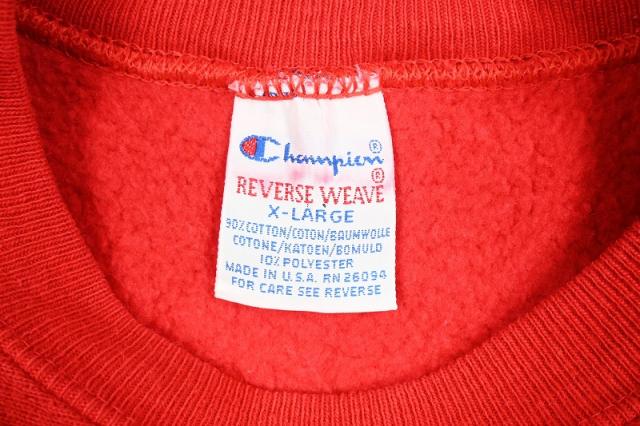 Champion®
®
REVERSE WEAVE
X-LARGE
90% COTTON/COTON/BAUMWOLLE
COTONE/KATOEN/BOMULD
10% POLYESTER
MADE IN U.S.A. RN 26094
FOR CARE SEE REVERSE